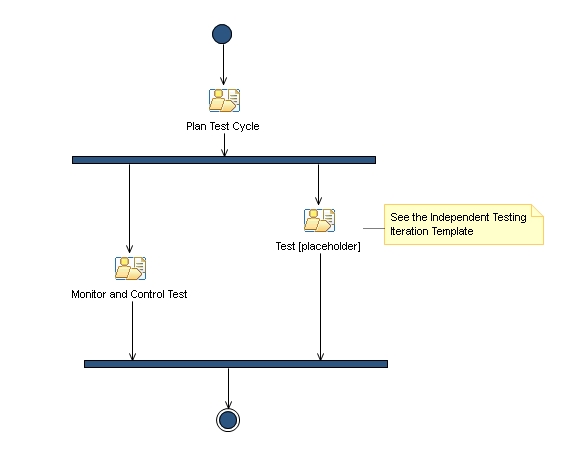 Plan Test Cycle
See the Independent Testing
Iteration Template
Test [placeholder]
Monitor and Control Test